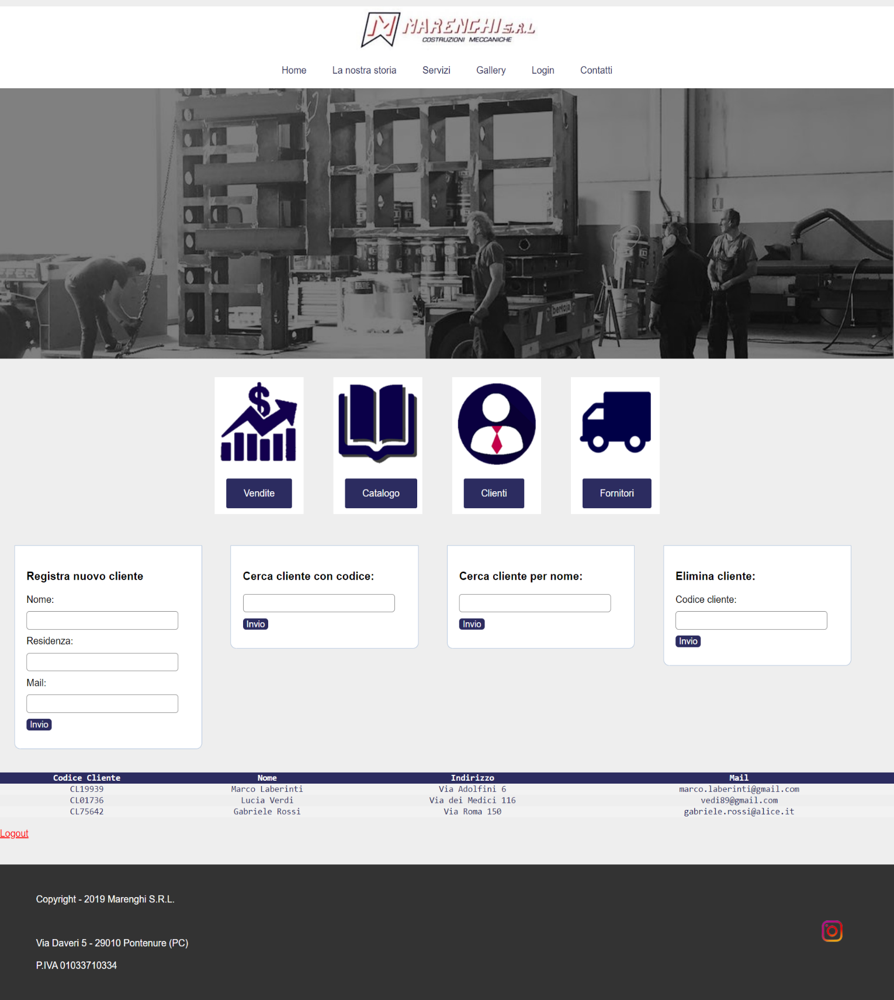 MARENGHI S.R.L
COSTRUZIONI MECCANICHE
Home La nostra storia Servizi Gallery Login Contatti
bertoja
Vendite Catalogo Clienti Fornitori
Registra nuovo cliente
Nome:
Residenza:
Mail:
Invio
Cerca cliente con codice:
Invio
Cerca cliente per nome:
Invio
Elimina cliente:
Codice cliente:
Invio
Codice Cliente Nome Indirizzo Mail
CL19939 Marco Laberinti Via Adolfini 6 marco.laberinti@gmail.com
CL01736 Lucia Verdi Via dei Medici 116 vedi89@gmail.com
CL75642 Gabriele Rossi Via Roma 150 gabriele.rossi@alice.it
Logout
Copyright - 2019 Marenghi S.R.L.
Via Daveri 5 - 29010 Pontenure (PC)
P.IVA 01033710334